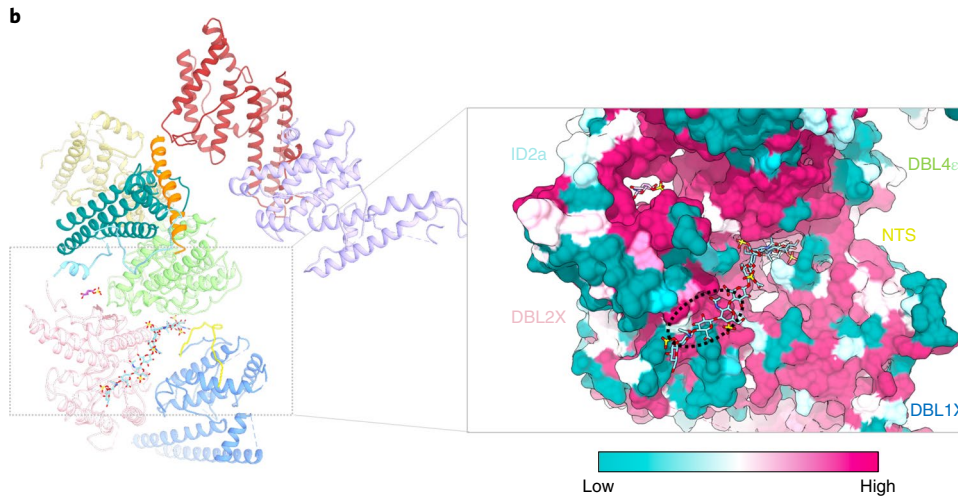 b
ID2a
DBL4ε
NTS
DBL2X
DBL1X
Low
High